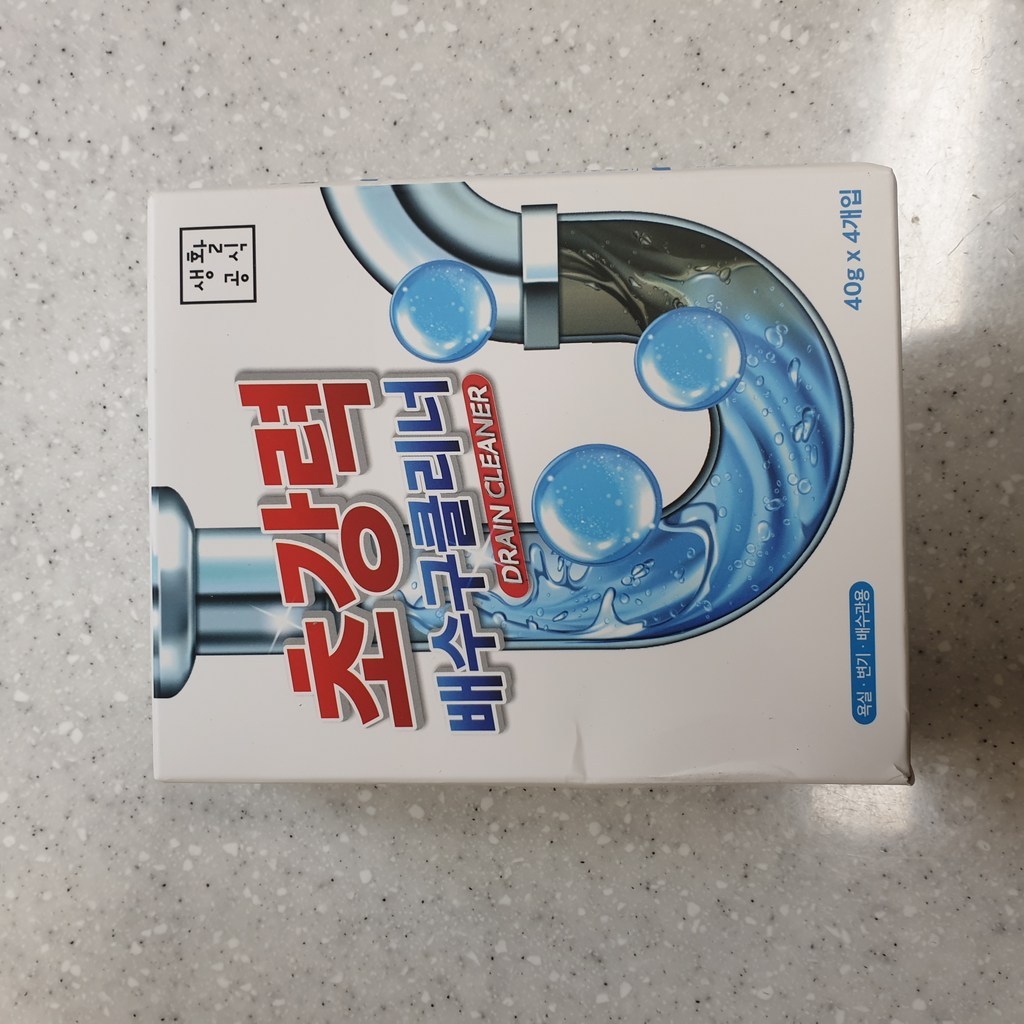 생활
공식
초강력
배수구클리너
DRAIN CLEANER
욕실 · 변기 · 배수관용
40g x 4개입